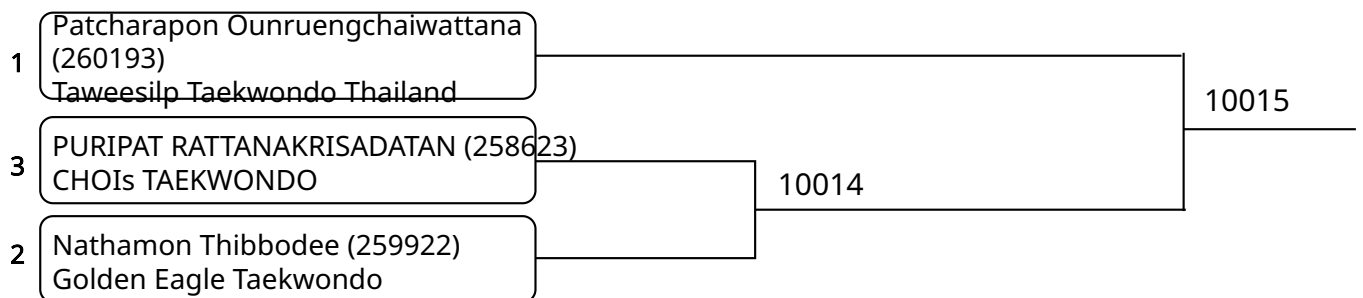 1
Patcharapon Ounruengchaiwattana
(260193)
Taweesilp Taekwondo Thailand
10015
3
PURIPAT RATTANAKRISADATAN (258623)
CHOIs TAEKWONDO
10014
2
Nathamon Thibbodee (259922)
Golden Eagle Taekwondo